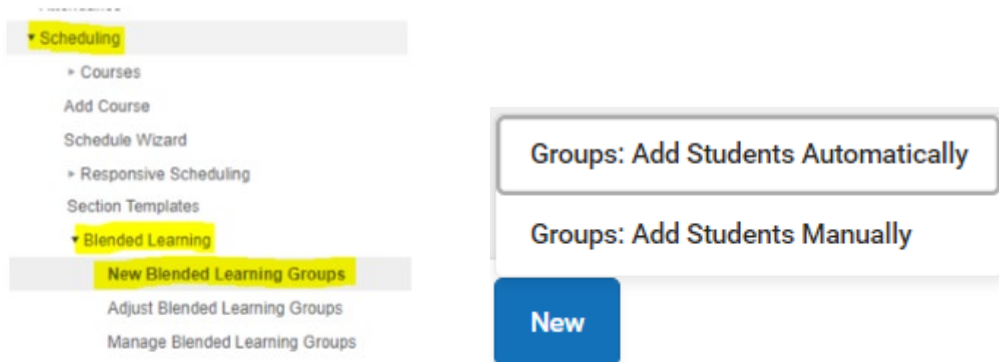 Scheduling
Courses
Add Course
Schedule Wizard
Responsive Scheduling
Section Templates
Blended Learning
New Blended Learning Groups
Adjust Blended Learning Groups
Manage Blended Learning Groups
Groups: Add Students Automatically
Groups: Add Students Manually
New